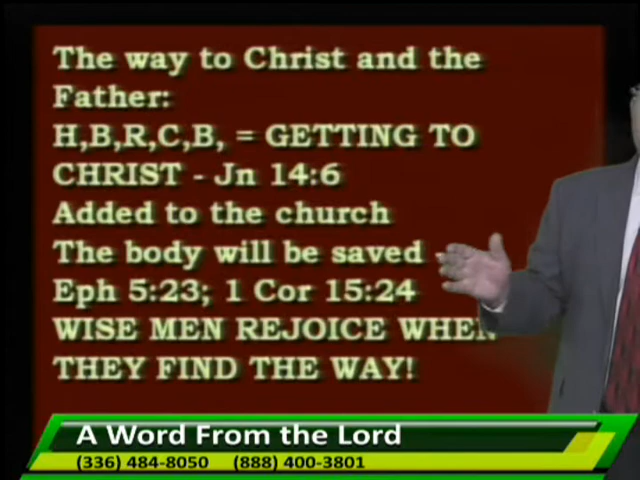 The way to Christ and the
Father:
H,B,R,C,B, = GETTING TO
CHRIST - Jn 14:6
Added to the church
The body will be saved -
Eph 5:23; 1 Cor 15:24
WISE MEN REJOICE WHEN
THEY FIND THE WAY!
A Word From the Lord
(336) 484-8050 (888) 400-3801